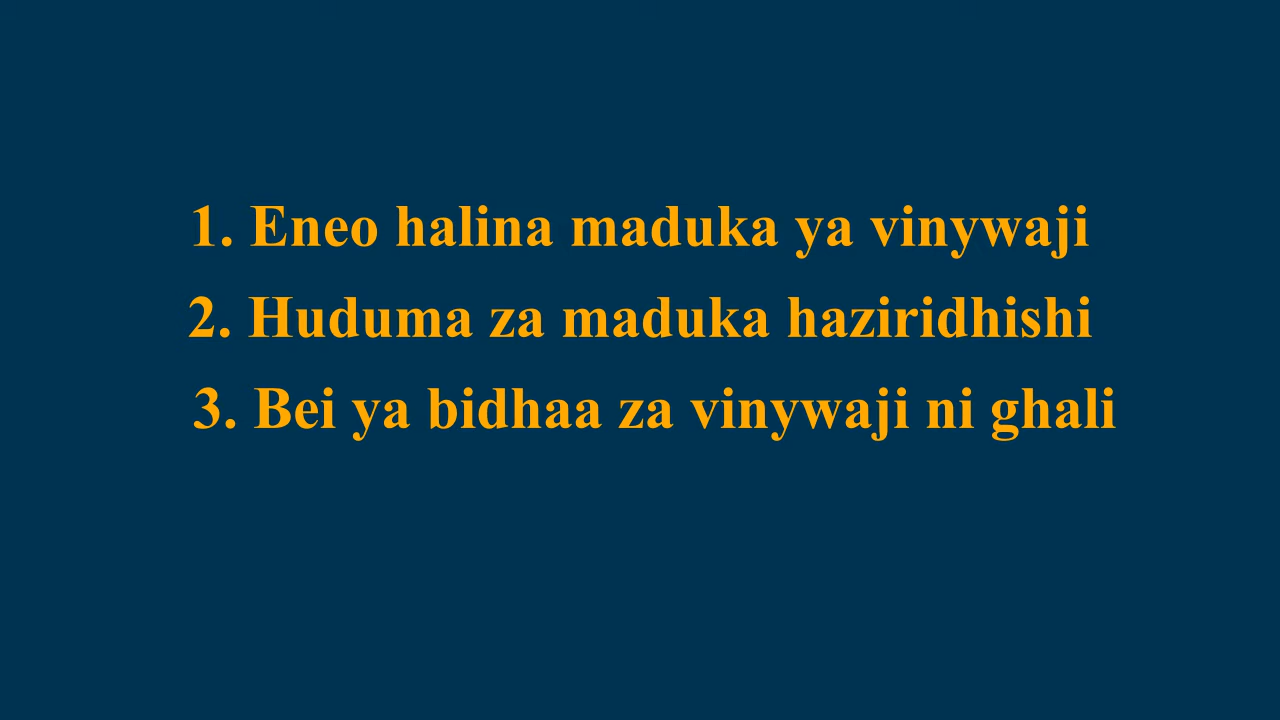 1. Eneo halina maduka ya vinywaji
2. Huduma za maduka haziridhishi
3. Bei ya bidhaa za vinywaji ni ghali